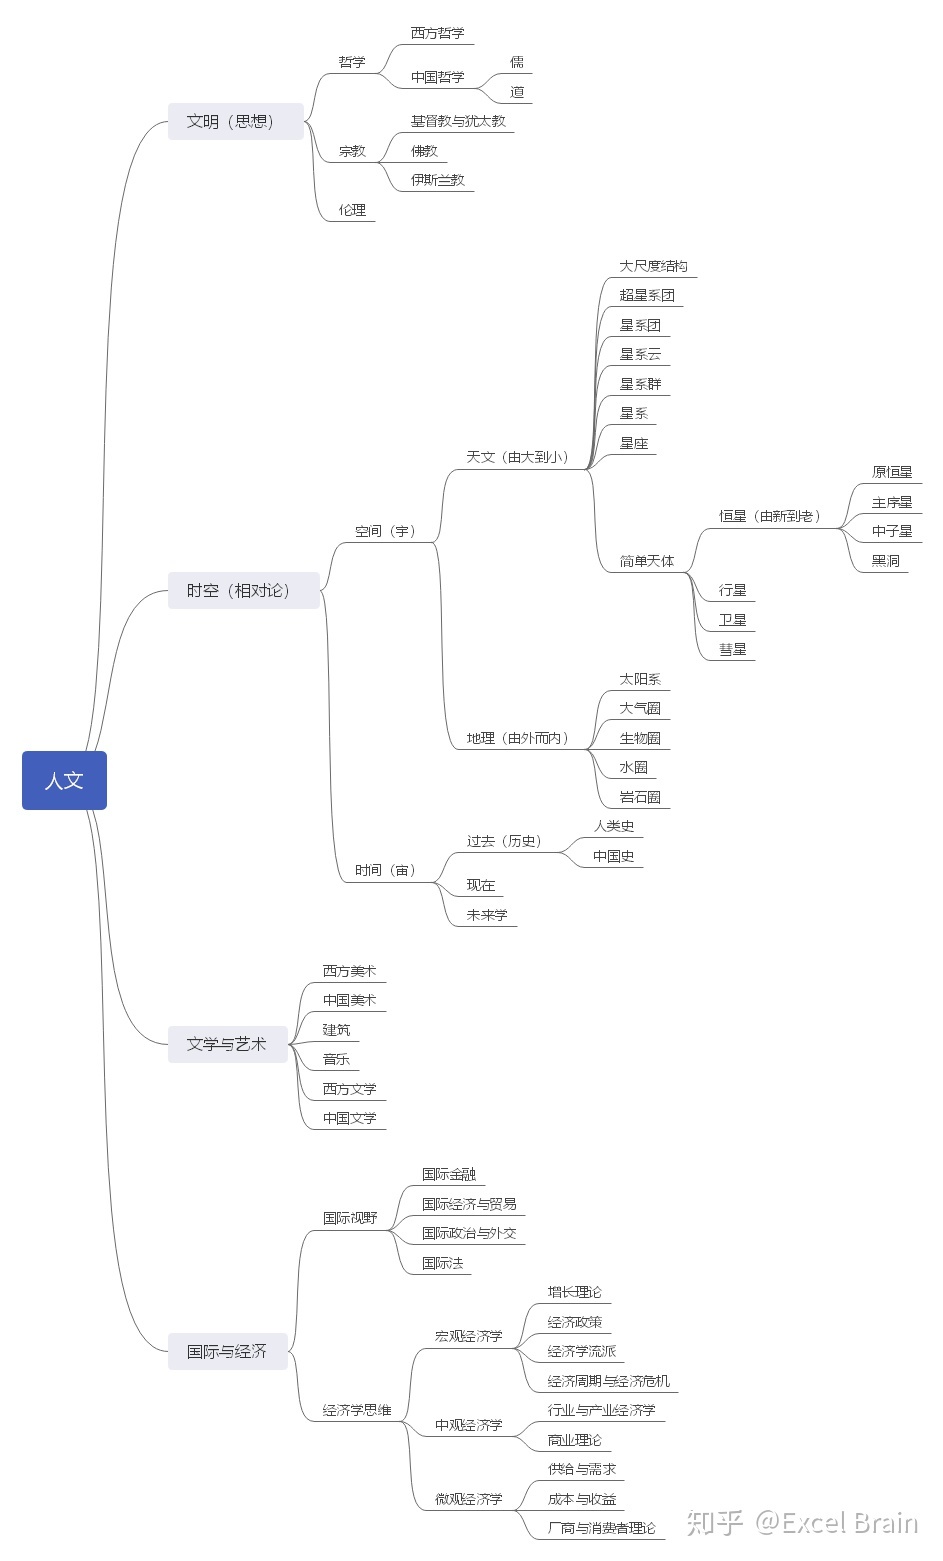 人文
文明（思想）
哲学
西方哲学
中国哲学
儒
道
宗教
基督教与犹太教
佛教
伊斯兰教
伦理
时空（相对论）
空间（宇）
天文（由大到小）
大尺度结构
超星系团
星系团
星系云
星系群
星系
星座
简单天体
恒星（由新到老）
原恒星
主序星
中子星
黑洞
行星
卫星
彗星
地理（由外而内）
太阳系
大气圈
生物圈
水圈
岩石圈
时间（宙）
过去（历史）
人类史
中国史
现在
未来学
文学与艺术
西方美术
中国美术
建筑
音乐
西方文学
中国文学
国际与经济
国际视野
国际金融
国际经济与贸易
国际政治与外交
国际法
经济学思维
宏观经济学
增长理论
经济政策
经济学流派
经济周期与经济危机
中观经济学
行业与产业经济学
商业理论
微观经济学
供给与需求
成本与收益
厂商与消费者理论
知乎 @Excel Brain